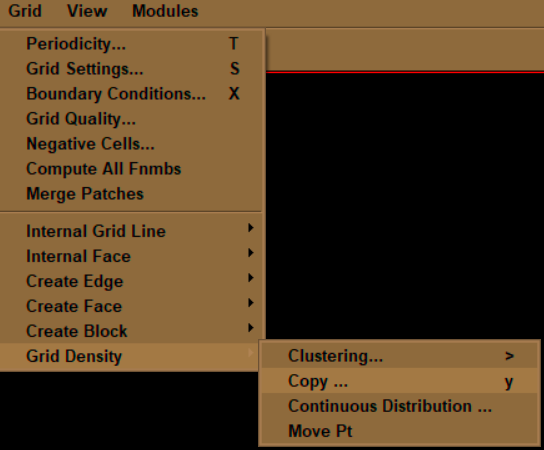 Grid View Modules
Periodicity... T
Grid Settings... S
Boundary Conditions... X
Grid Quality...
Negative Cells...
Compute All Fnmbs
Merge Patches
Internal Grid Line
Internal Face
Create Edge
Create Face
Create Block
Grid Density
Clustering... >
Copy ... y
Continuous Distribution ...
Move Pt